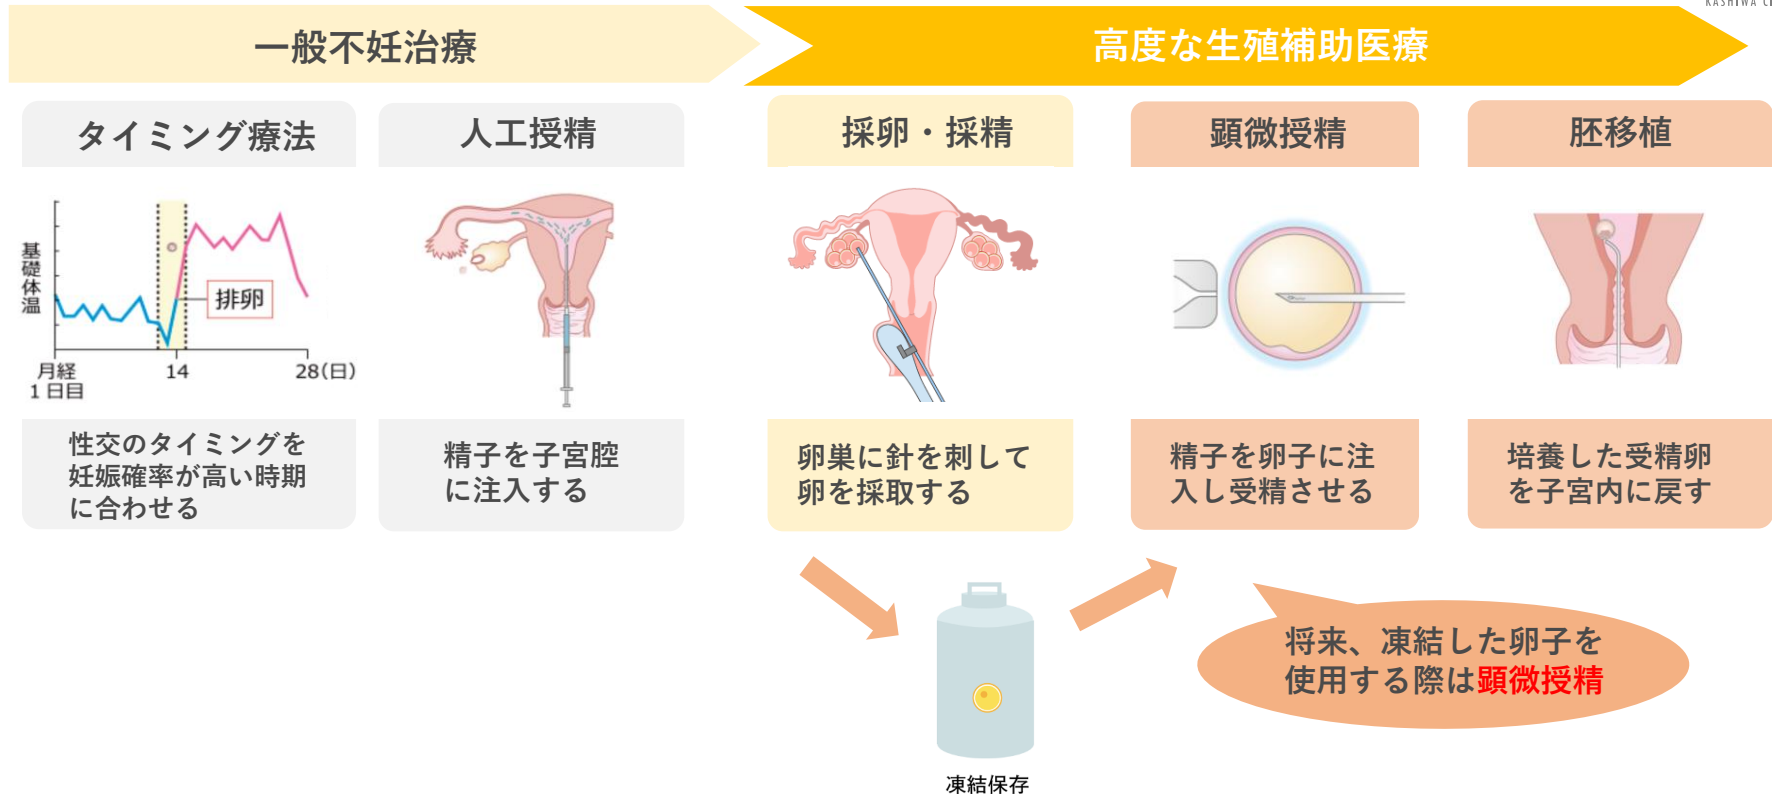 KASHIWA CL
一般不妊治療
高度な生殖補助医療
タイミング療法
人工授精
採卵・採精
顕微授精
胚移植
基礎体温
排卵
月経
1日目
14
28(日)
性交のタイミングを
妊娠確率が高い時期
に合わせる
精子を子宮腔
に注入する
卵巣に針を刺して
卵を採取する
精子を卵子に注
入し受精させる
培養した受精卵
を子宮内に戻す
将来、凍結した卵子を
使用する際は顕微授精
凍結保存